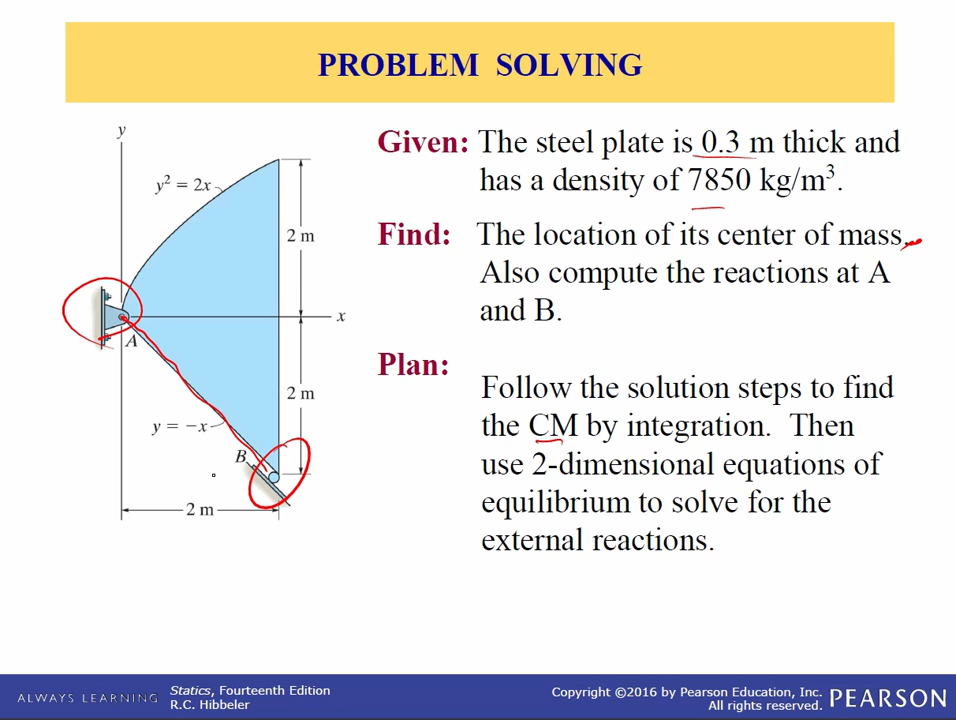 PROBLEM SOLVING
y
y² = 2x
2 m
x
A
2 m
y = −x
B
2 m
Given: The steel plate is 0.3 m thick and
has a density of 7850 kg/m³.
Find: The location of its center of mass.
Also compute the reactions at A
and B.
Plan:
Follow the solution steps to find
the CM by integration. Then
use 2-dimensional equations of
equilibrium to solve for the
external reactions.
ALWAYS LEARNING
Statics, Fourteenth Edition
R.C. Hibbeler
Copyright ©2016 by Pearson Education, Inc.
All rights reserved.
PEARSON